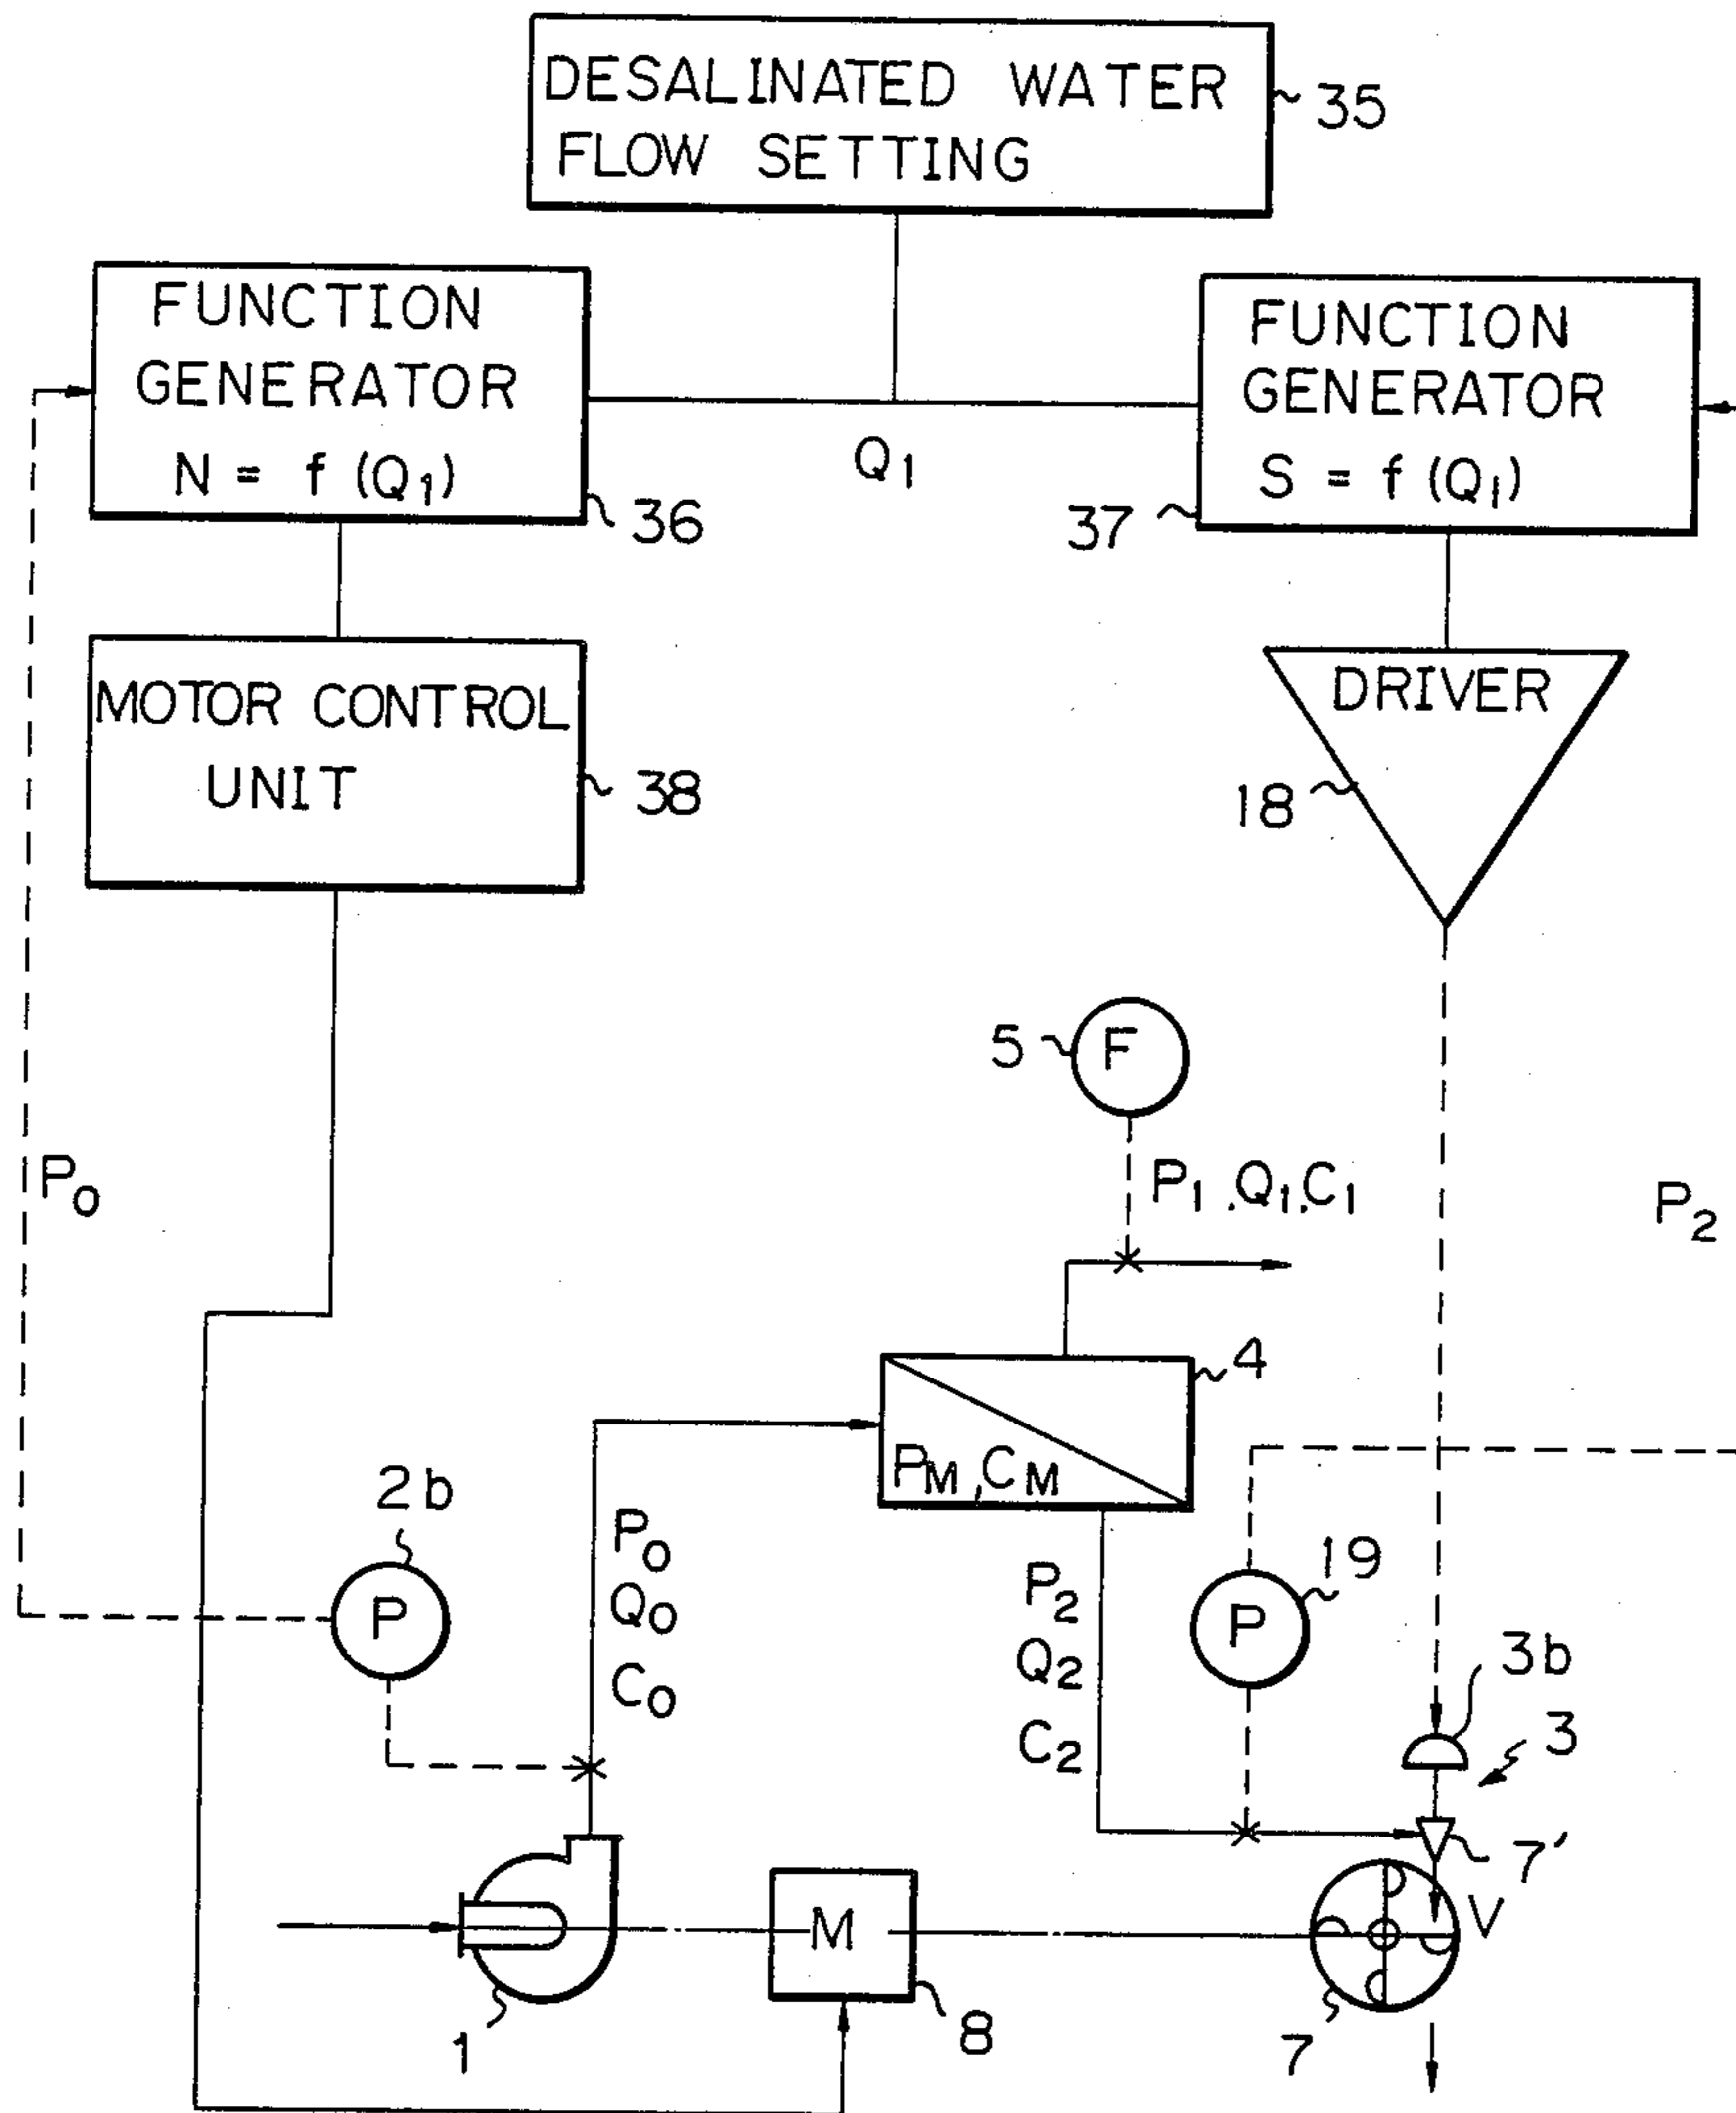 DESALINATED WATER
FLOW SETTING
35
FUNCTION
GENERATOR
N = f (Q1)
36
Q1
FUNCTION
GENERATOR
S = f (Q1)
37
MOTOR CONTROL
UNIT
38
DRIVER
18
5
F
P0
P1,Q1,C1
P2
4
PM,CM
2b
P
P0
Q0
C0
P2
Q2
C2
19
P
3b
3
7'
V
M
1
8
7